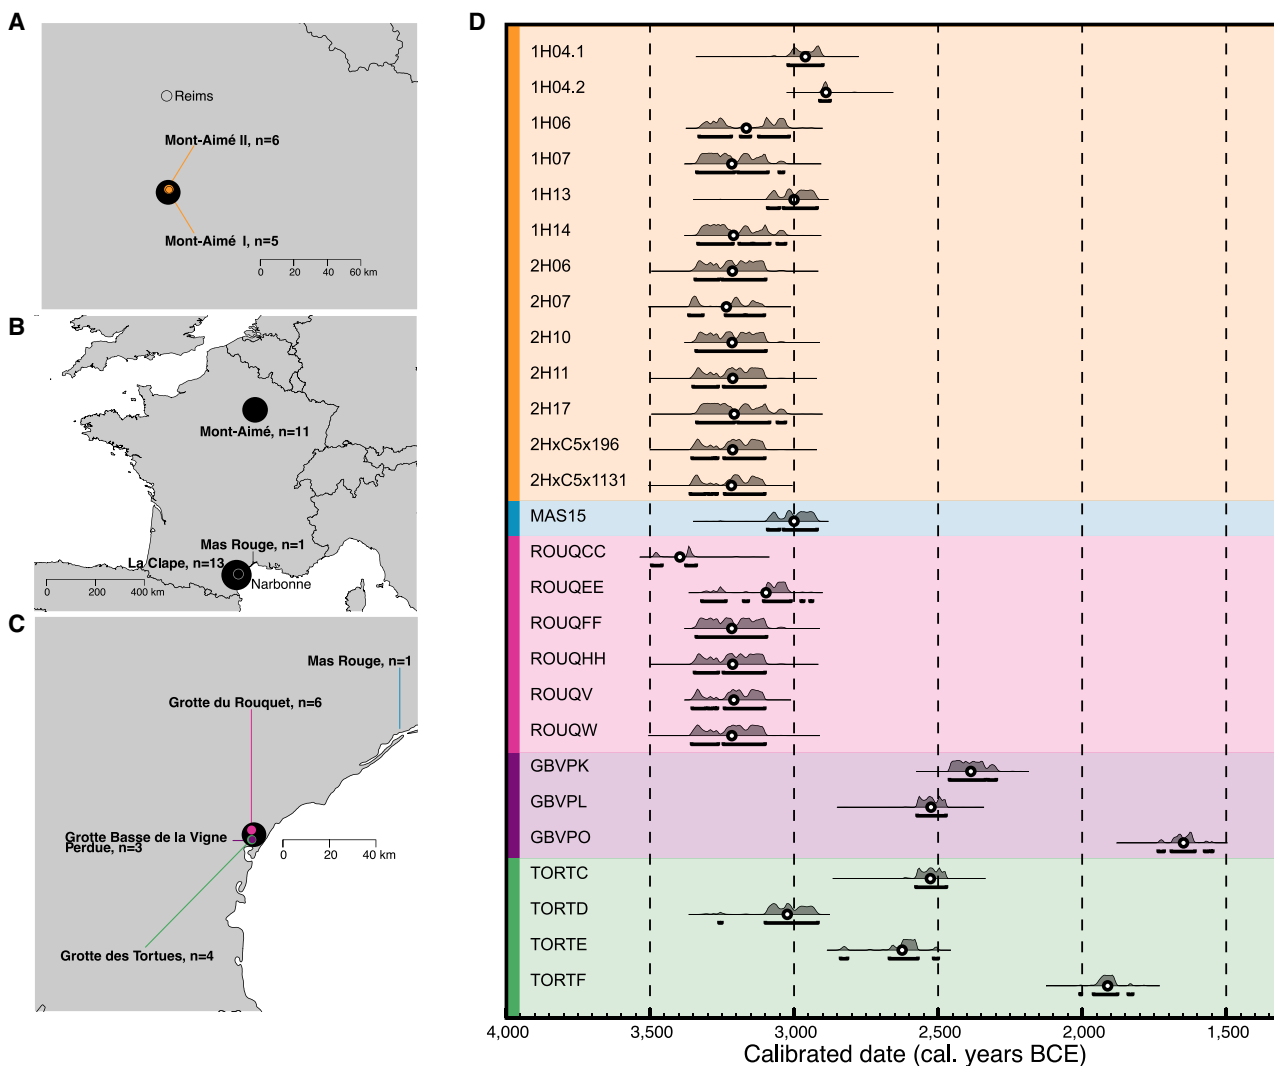 A
Reims
Mont-Aimé II, n=6
Mont-Aimé I, n=5
0 20 40 60 km
B
Mont-Aimé, n=11
Mas Rouge, n=1
La Clape, n=13
Narbonne
0 200 400 km
C
Mas Rouge, n=1
Grotte du Rouquet, n=6
Grotte Basse de la Vigne
Perdue, n=3
0 20 40 km
Grotte des Tortues, n=4
D
1H04.1
1H04.2
1H06
1H07
1H13
1H14
2H06
2H07
2H10
2H11
2H17
2HxC5x196
2HxC5x1131
MAS15
ROUQCC
ROUQEE
ROUQFF
ROUQHH
ROUQV
ROUQW
GBVPK
GBVPL
GBVPO
TORTC
TORTD
TORTE
TORTF
4,000 3,500 3,000 2,500 2,000 1,500
Calibrated date (cal. years BCE)